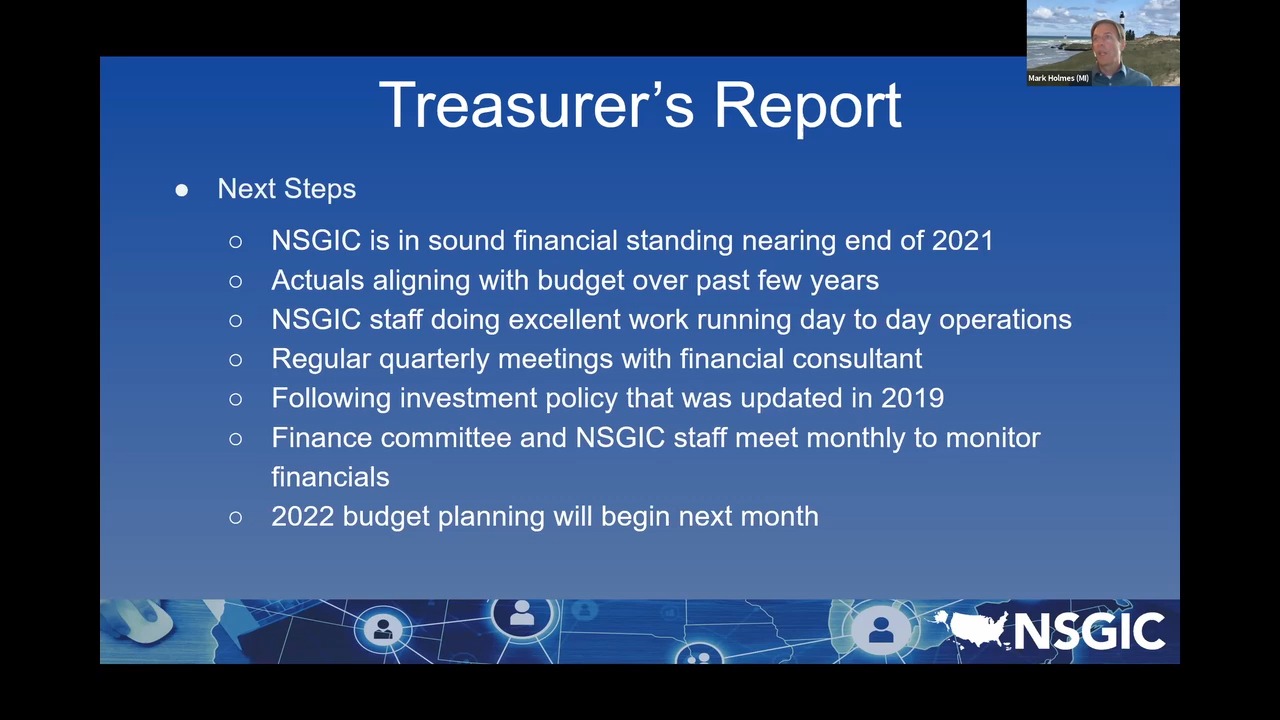 Mark Holmes (MI)
Treasurer’s Report
● Next Steps
○ NSGIC is in sound financial standing nearing end of 2021
○ Actuals aligning with budget over past few years
○ NSGIC staff doing excellent work running day to day operations
○ Regular quarterly meetings with financial consultant
○ Following investment policy that was updated in 2019
○ Finance committee and NSGIC staff meet monthly to monitor
financials
○ 2022 budget planning will begin next month
NSGIC